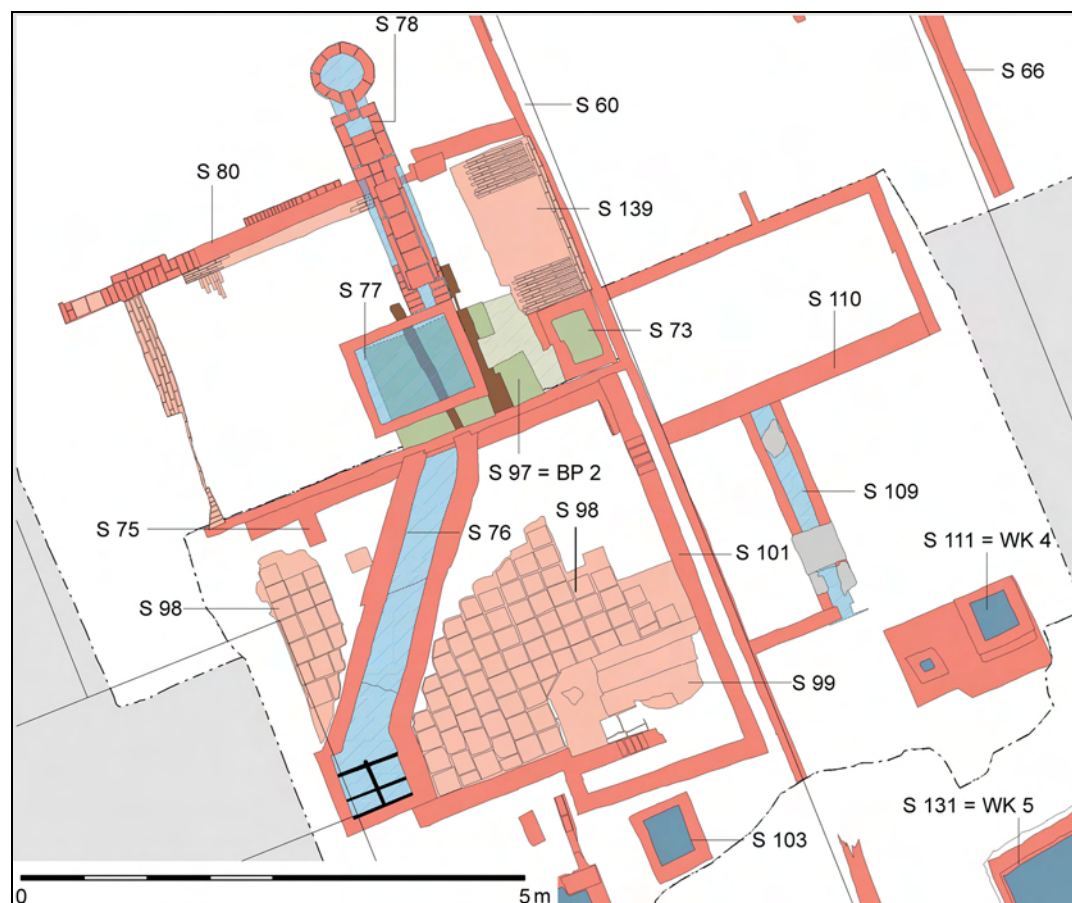 S 78
S 66
S 60
S 80
S 139
S 77
S 73
S 110
S 97 = BP 2
S 109
S 75
S 76
S 98
S 101
S 111 = WK 4
S 98
S 99
S 131 = WK 5
S 103
0
5 m